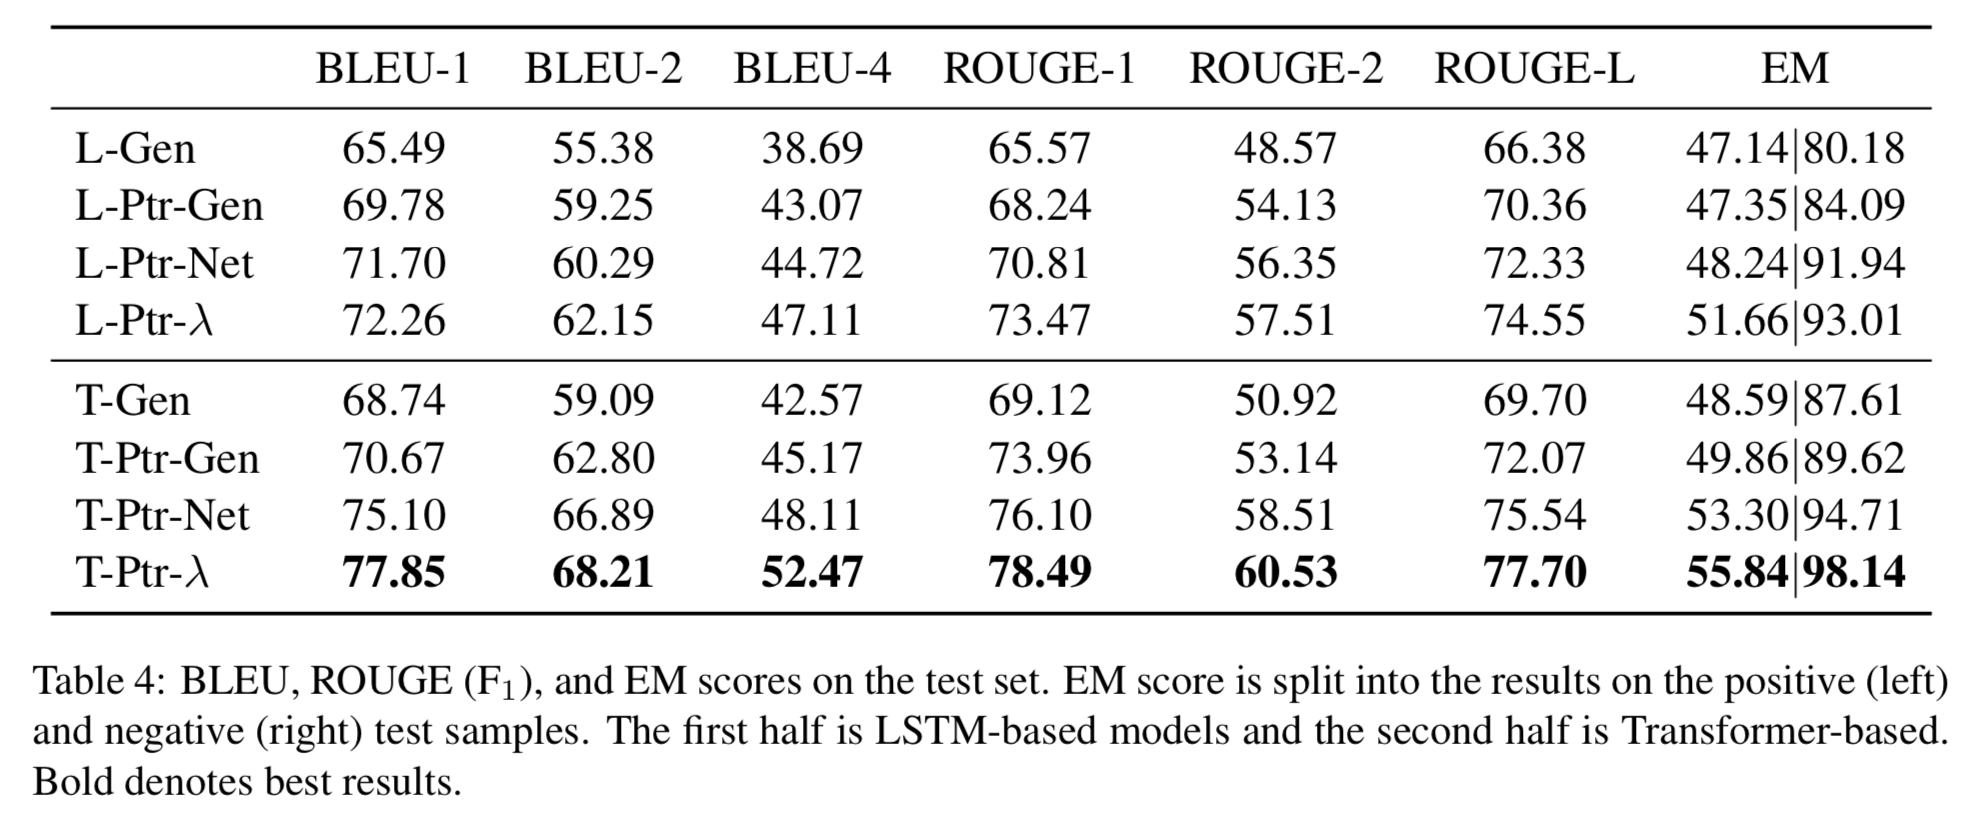 BLEU-1 BLEU-2 BLEU-4 ROUGE-1 ROUGE-2 ROUGE-L EM
L-Gen 65.49 55.38 38.69 65.57 48.57 66.38 47.14|80.18
L-Ptr-Gen 69.78 59.25 43.07 68.24 54.13 70.36 47.35|84.09
L-Ptr-Net 71.70 60.29 44.72 70.81 56.35 72.33 48.24|91.94
L-Ptr-λ 72.26 62.15 47.11 73.47 57.51 74.55 51.66|93.01
T-Gen 68.74 59.09 42.57 69.12 50.92 69.70 48.59|87.61
T-Ptr-Gen 70.67 62.80 45.17 73.96 53.14 72.07 49.86|89.62
T-Ptr-Net 75.10 66.89 48.11 76.10 58.51 75.54 53.30|94.71
T-Ptr-λ 77.85 68.21 52.47 78.49 60.53 77.70 55.84|98.14
Table 4: BLEU, ROUGE (F₁), and EM scores on the test set. EM score is split into the results on the positive (left)
and negative (right) test samples. The first half is LSTM-based models and the second half is Transformer-based.
Bold denotes best results.